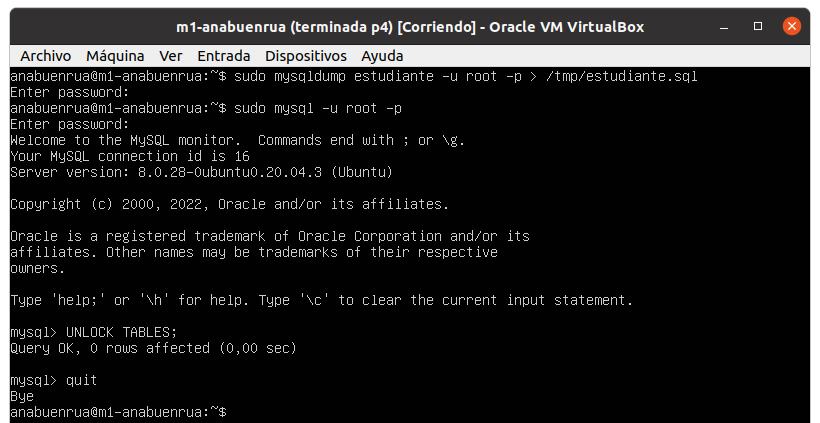 m1-anabuenrua (terminada p4) [Corriendo] - Oracle VM VirtualBox
Archivo Máquina Ver Entrada Dispositivos Ayuda
anabuenrua@m1-anabuenrua:~$ sudo mysqldump estudiante -u root -p > /tmp/estudiante.sql
Enter password:
anabuenrua@m1-anabuenrua:~$ sudo mysql -u root -p
Enter password:
Welcome to the MySQL monitor.  Commands end with ; or \g.
Your MySQL connection id is 16
Server version: 8.0.28-0ubuntu0.20.04.3 (Ubuntu)
Copyright (c) 2000, 2022, Oracle and/or its affiliates.
Oracle is a registered trademark of Oracle Corporation and/or its
affiliates. Other names may be trademarks of their respective
owners.
Type 'help;' or '\h' for help. Type '\c' to clear the current input statement.
mysql> UNLOCK TABLES;
Query OK, 0 rows affected (0,00 sec)
mysql> quit
Bye
anabuenrua@m1-anabuenrua:~$